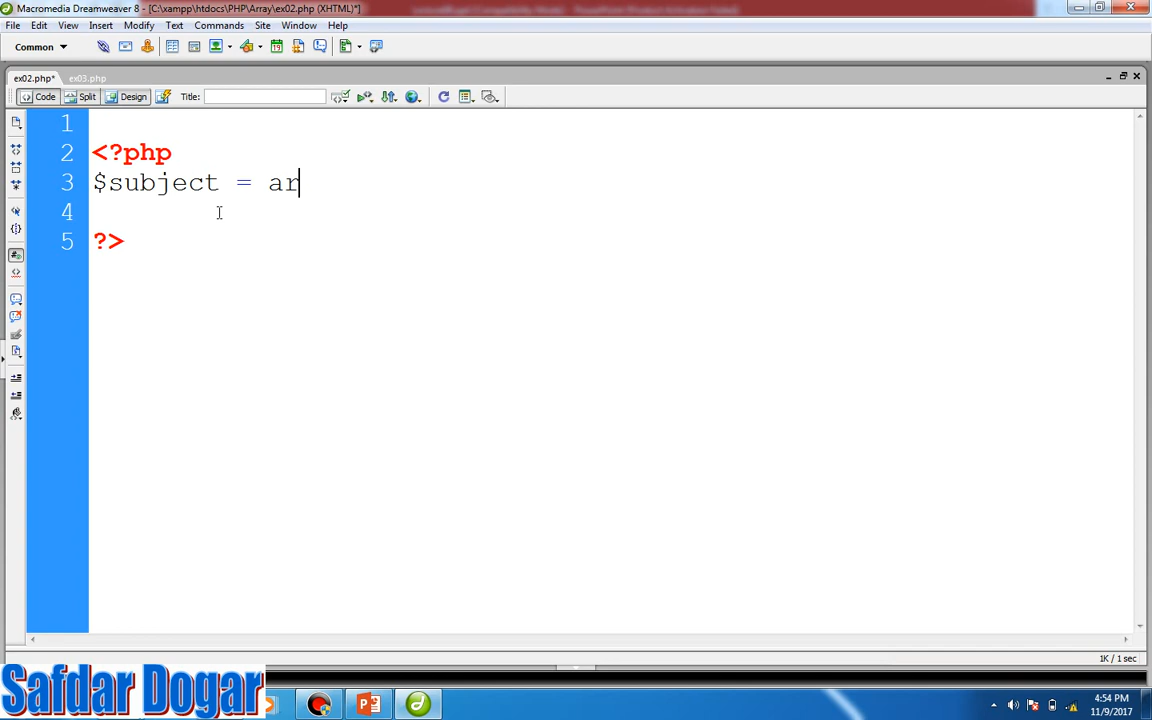 Macromedia Dreamweaver 8 - [C:\xampp\htdocs\PHP\Array\ex02.php (XHTML)*]
File Edit View Insert Modify Text Commands Site Window Help
Common
ex02.php* ex03.php
Code Split Design Title:
1
2 <?php
3 $subject = ar
4
5 ?>
1K / 1 sec
Safdar Dogar
4:54 PM
11/9/2017